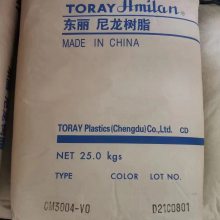 TORAY Amilan
东丽 尼龙树脂
MADE IN CHINA
TORAY Plastics(Chengdu)Co.,Ltd. CD
NET 25.0 kgs
TYPE COLOR LOT NO.
CM3004-V0 D21C0801